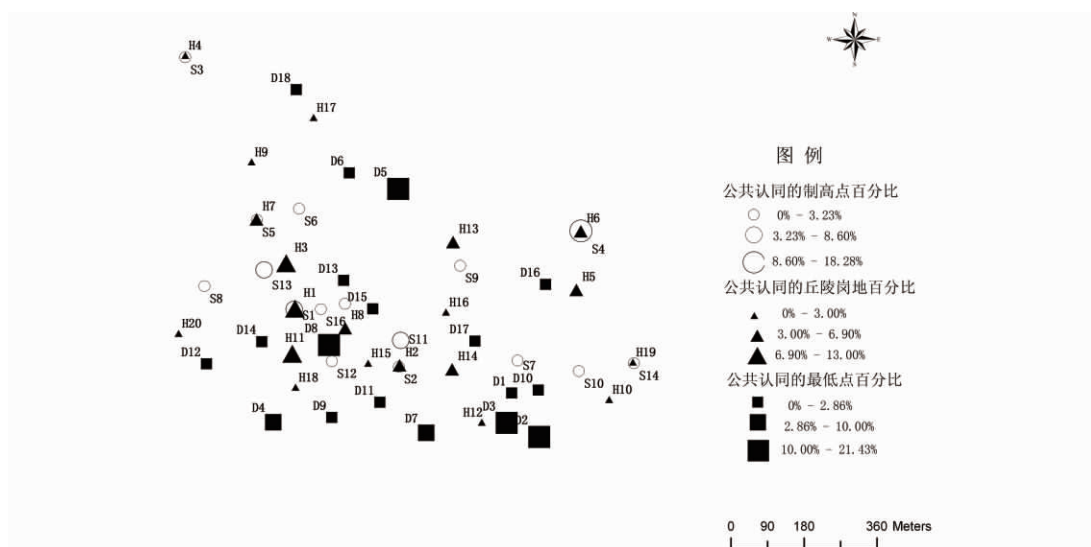 N
W
E
S
H4
S3
D18
H17
H9
D6
D5
H7
S5
S6
H6
S4
H13
H3
S9
D13
S13
D16
H5
S8
H1
S1
D15
H16
S16
H8
D8
H20
D14
H11
S11
D17
D12
H15
H2
S12
S2
H14
S7
H19
S14
S10
H18
D11
D1
D10
H10
D4
D9
D7
H12
D3
D2
图 例
公共认同的制高点百分比
0% - 3.23%
3.23% - 8.60%
8.60% - 18.28%
公共认同的丘陵岗地百分比
0% - 3.00%
3.00% - 6.90%
6.90% - 13.00%
公共认同的最低点百分比
0% - 2.86%
2.86% - 10.00%
10.00% - 21.43%
0 90 180 360 Meters